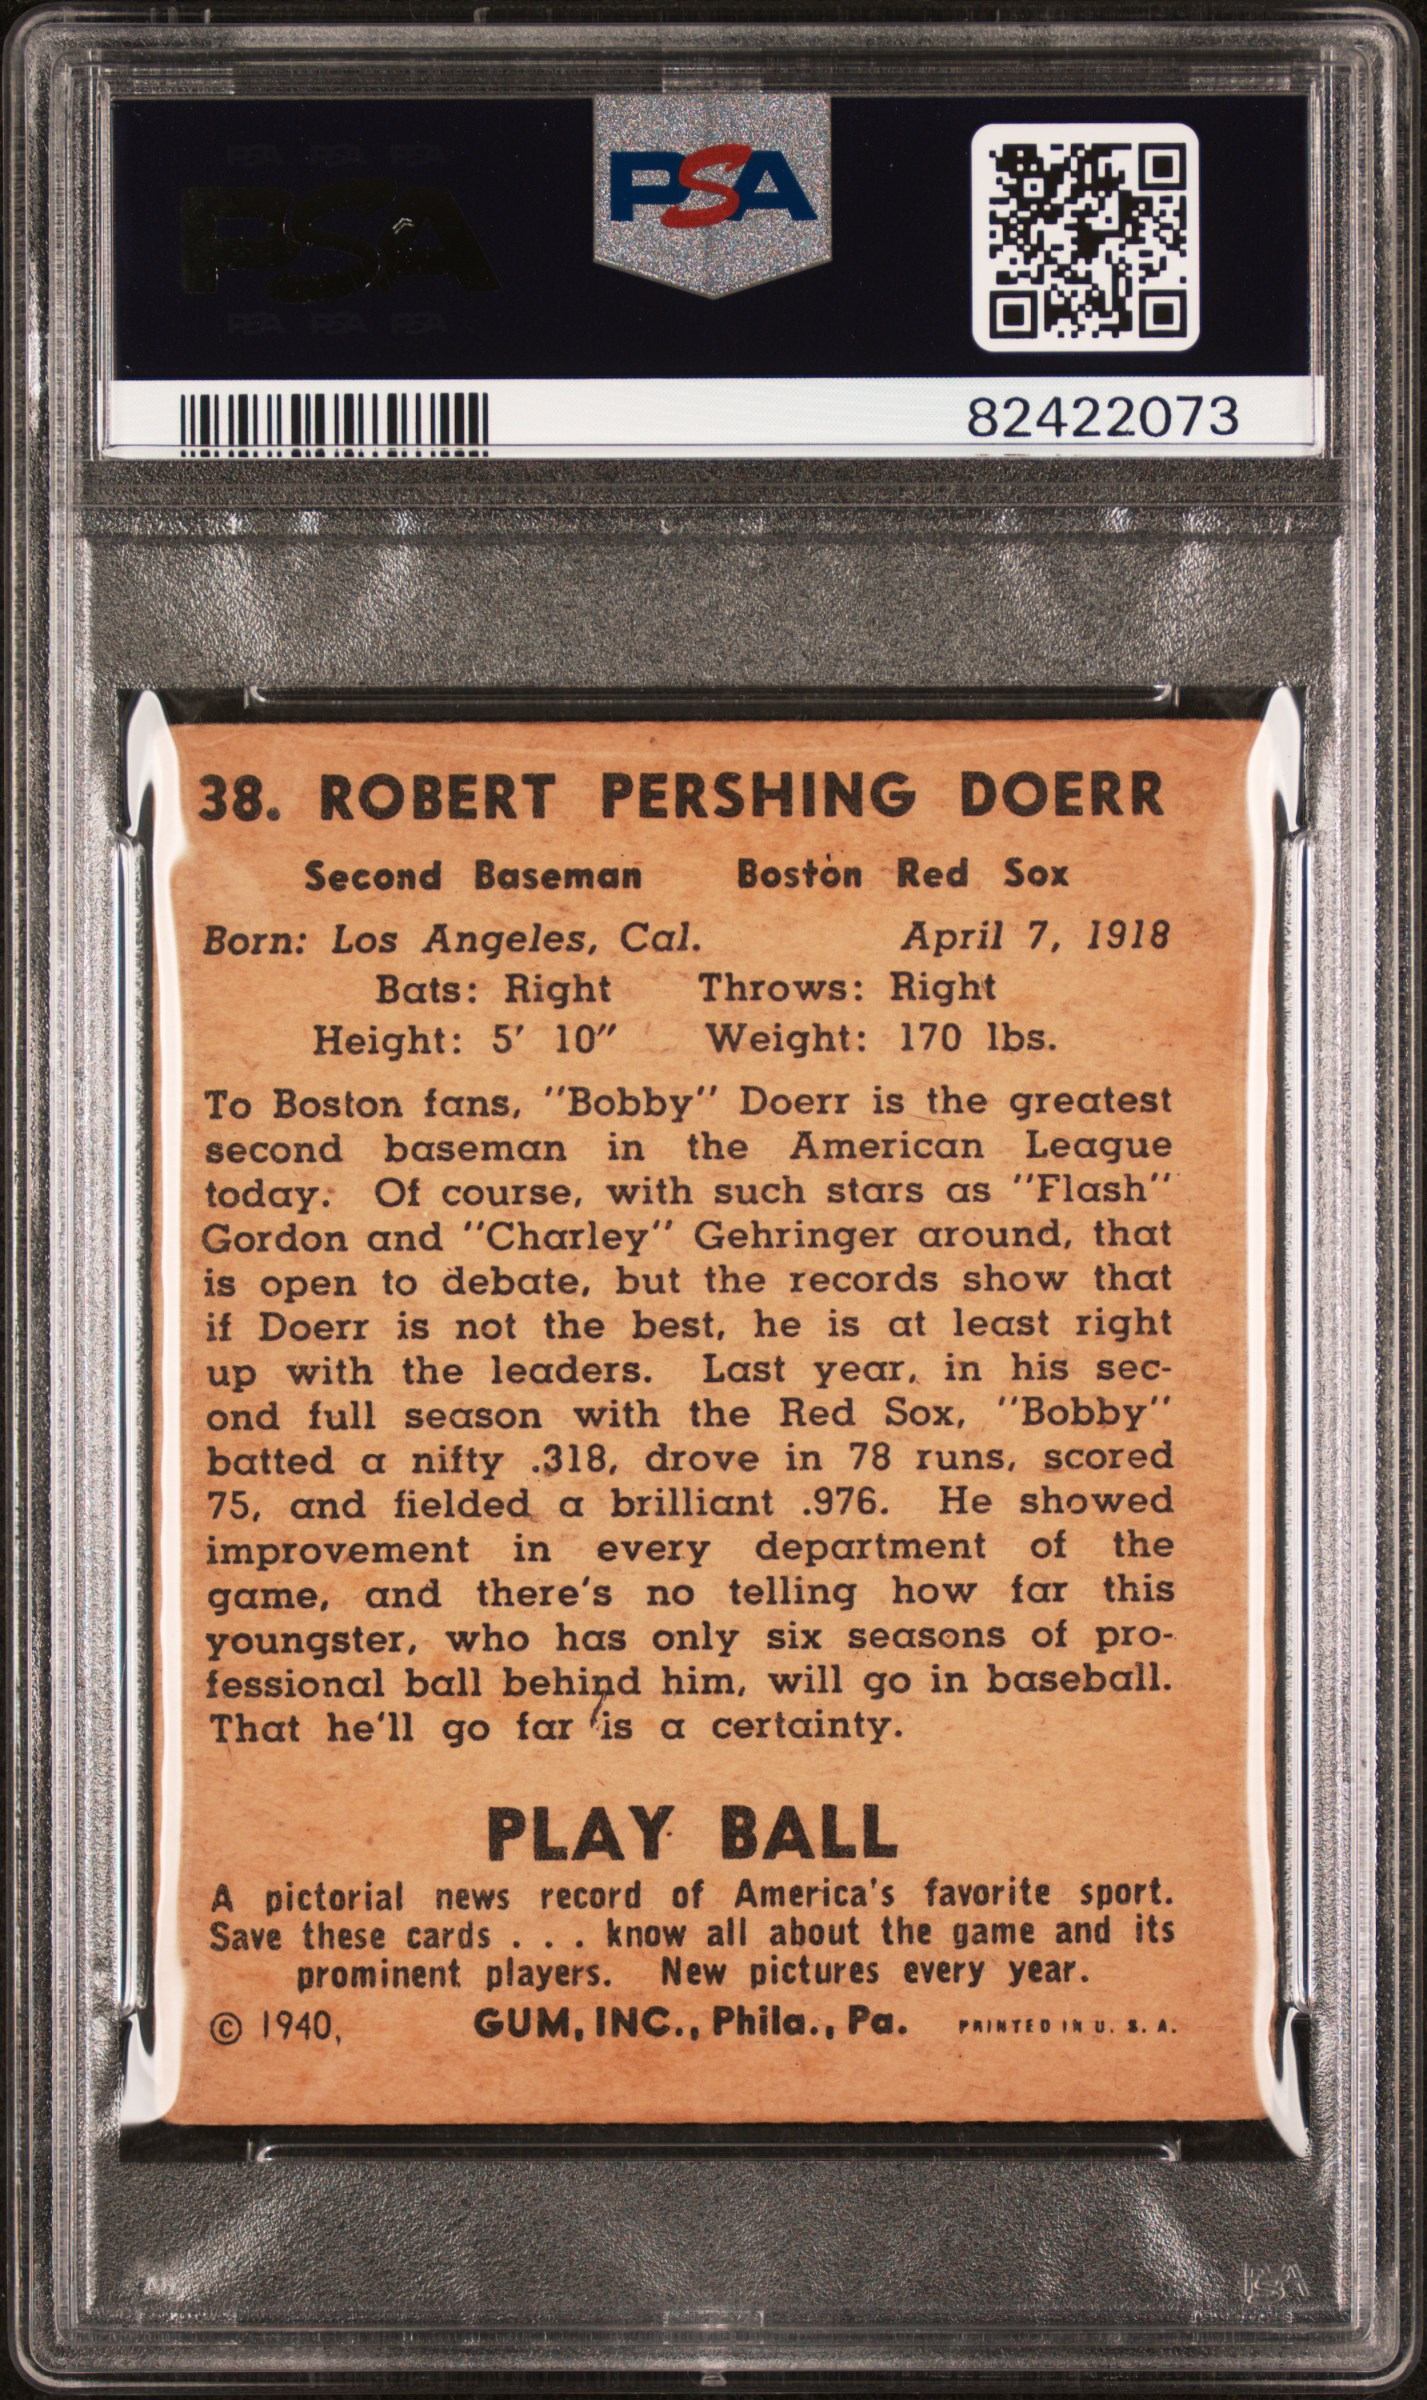 PSA PSA PSA
PSA
PSA PSA PSA
PSA
82422073
38. ROBERT PERSHING DOERR
Second Baseman Boston Red Sox
Born: Los Angeles, Cal. April 7, 1918
Bats: Right Throws: Right
Height: 5' 10" Weight: 170 lbs.
To Boston fans, "Bobby" Doerr is the greatest
second baseman in the American League
today. Of course, with such stars as "Flash"
Gordon and "Charley" Gehringer around, that
is open to debate, but the records show that
if Doerr is not the best, he is at least right
up with the leaders. Last year, in his sec-
ond full season with the Red Sox, "Bobby"
batted a nifty .318, drove in 78 runs, scored
75, and fielded a brilliant .976. He showed
improvement in every department of the
game, and there's no telling how far this
youngster, who has only six seasons of pro-
fessional ball behind him, will go in baseball.
That he'll go far is a certainty.
PLAY BALL
A pictorial news record of America's favorite sport.
Save these cards . . . know all about the game and its
prominent players. New pictures every year.
© 1940, GUM, INC., Phila., Pa. PRINTED IN U. S. A.
PSA